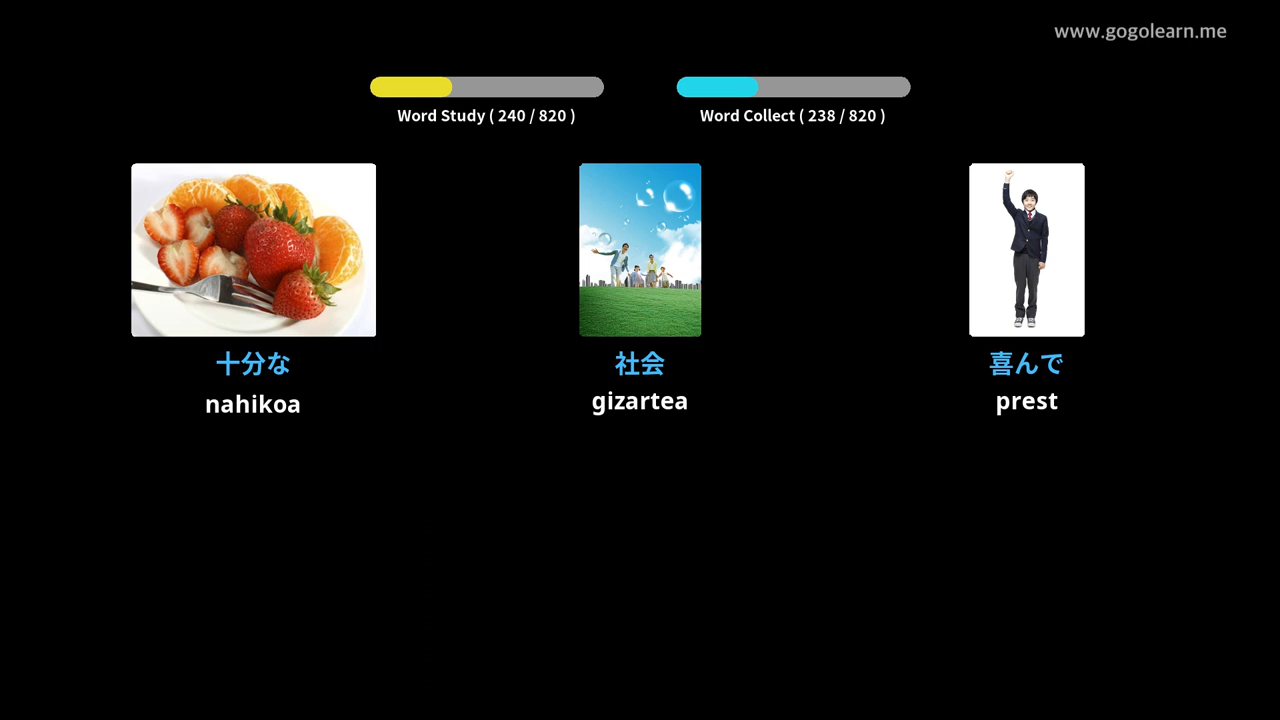 www.gogolearn.me
Word Study ( 240 / 820 )
Word Collect ( 238 / 820 )
十分な
nahikoa
社会
gizartea
喜んで
prest